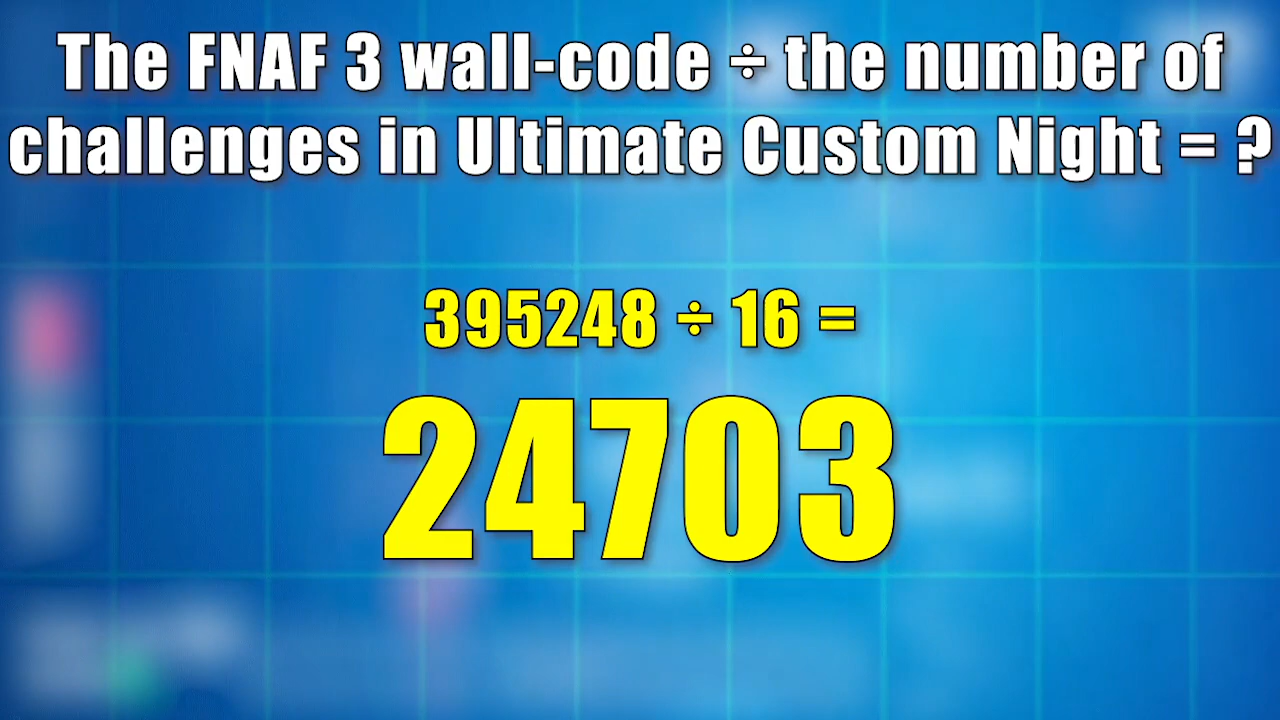 The FNAF 3 wall-code ÷ the number of
challenges in Ultimate Custom Night = ?
395248 ÷ 16 =
24703